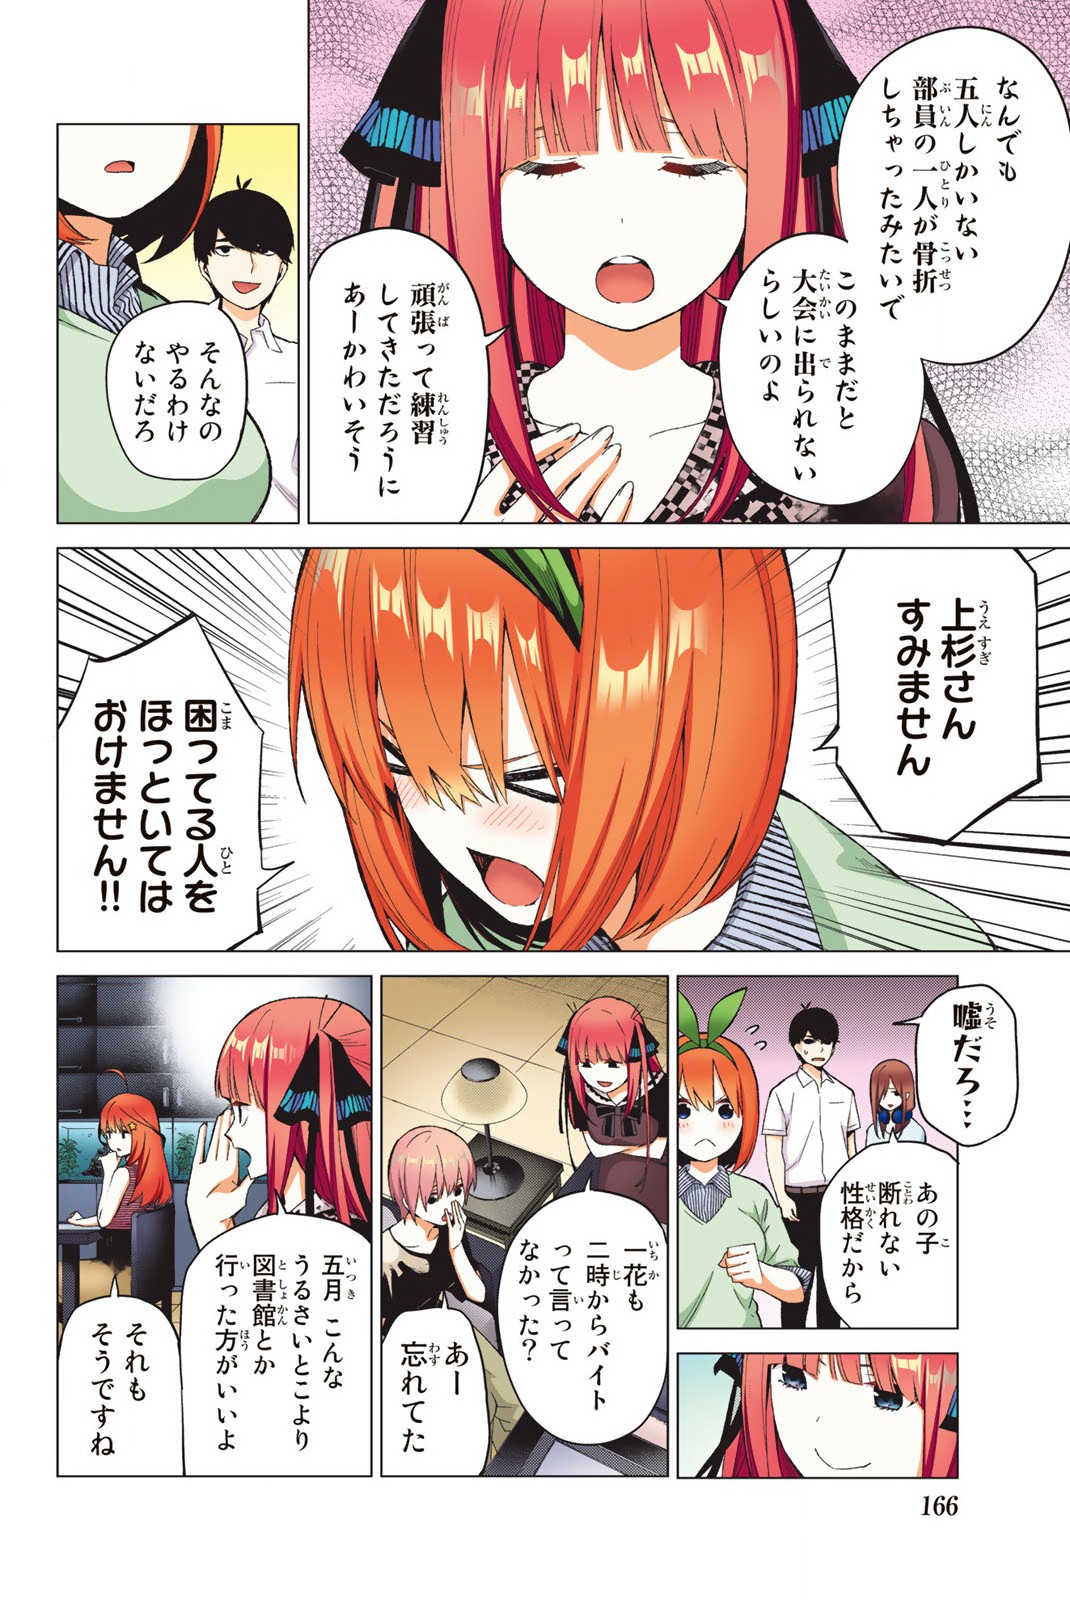 なんでも
五人しかいない
部員の一人が骨折
しちゃったみたいで
このままだと
大会に出られない
らしいのよ
頑張って練習
してきただろうに
あーかわいそう
そんなの
やるわけ
ないだろ
上杉さん
すみません
困ってる人を
ほっといては
おけません!!
嘘だろ…
あの子
断れない
性格だから
一花も
二時からバイト
って言って
なかった?
あー
忘れてた
五月 こんな
うるさいとこより
図書館とか
行った方がいいよ
それも
そうですね
166